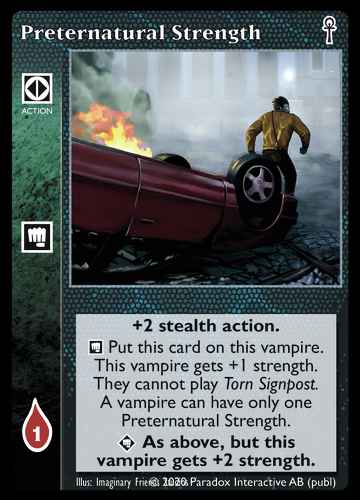 Preternatural Strength
ACTION
+2 stealth action.
Put this card on this vampire.
This vampire gets +1 strength.
They cannot play Torn Signpost.
A vampire can have only one
Preternatural Strength.
As above, but this
vampire gets +2 strength.
1
Illus: Imaginary Friends © 2020 Paradox Interactive AB (publ)